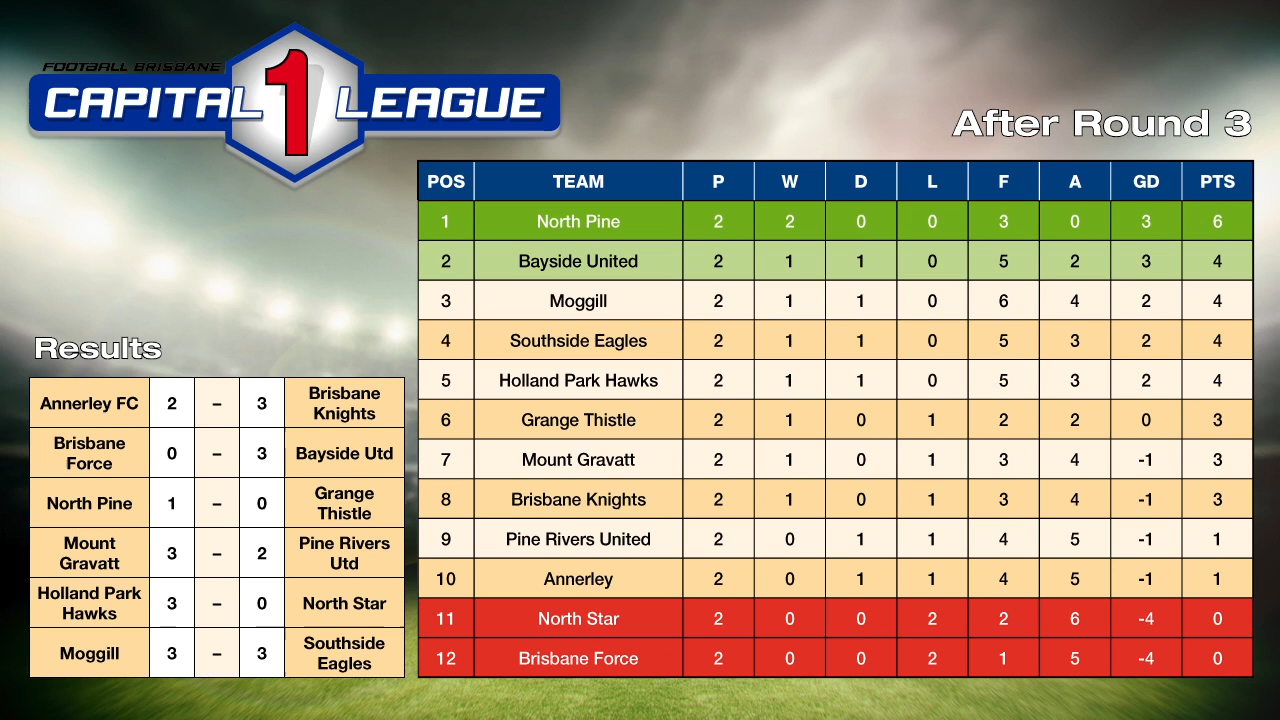 FOOTBALL BRISBANE
CAPITAL 1 LEAGUE
After Round 3
POS TEAM P W D L F A GD PTS
1 North Pine 2 2 0 0 3 0 3 6
2 Bayside United 2 1 1 0 5 2 3 4
3 Moggill 2 1 1 0 6 4 2 4
4 Southside Eagles 2 1 1 0 5 3 2 4
5 Holland Park Hawks 2 1 1 0 5 3 2 4
6 Grange Thistle 2 1 0 1 2 2 0 3
7 Mount Gravatt 2 1 0 1 3 4 -1 3
8 Brisbane Knights 2 1 0 1 3 4 -1 3
9 Pine Rivers United 2 0 1 1 4 5 -1 1
10 Annerley 2 0 1 1 4 5 -1 1
11 North Star 2 0 0 2 2 6 -4 0
12 Brisbane Force 2 0 0 2 1 5 -4 0
Results
Annerley FC 2 – 3 Brisbane
Knights
Brisbane
Force 0 – 3 Bayside Utd
North Pine 1 – 0 Grange
Thistle
Mount
Gravatt 3 – 2 Pine Rivers
Utd
Holland Park
Hawks 3 – 0 North Star
Moggill 3 – 3 Southside
Eagles